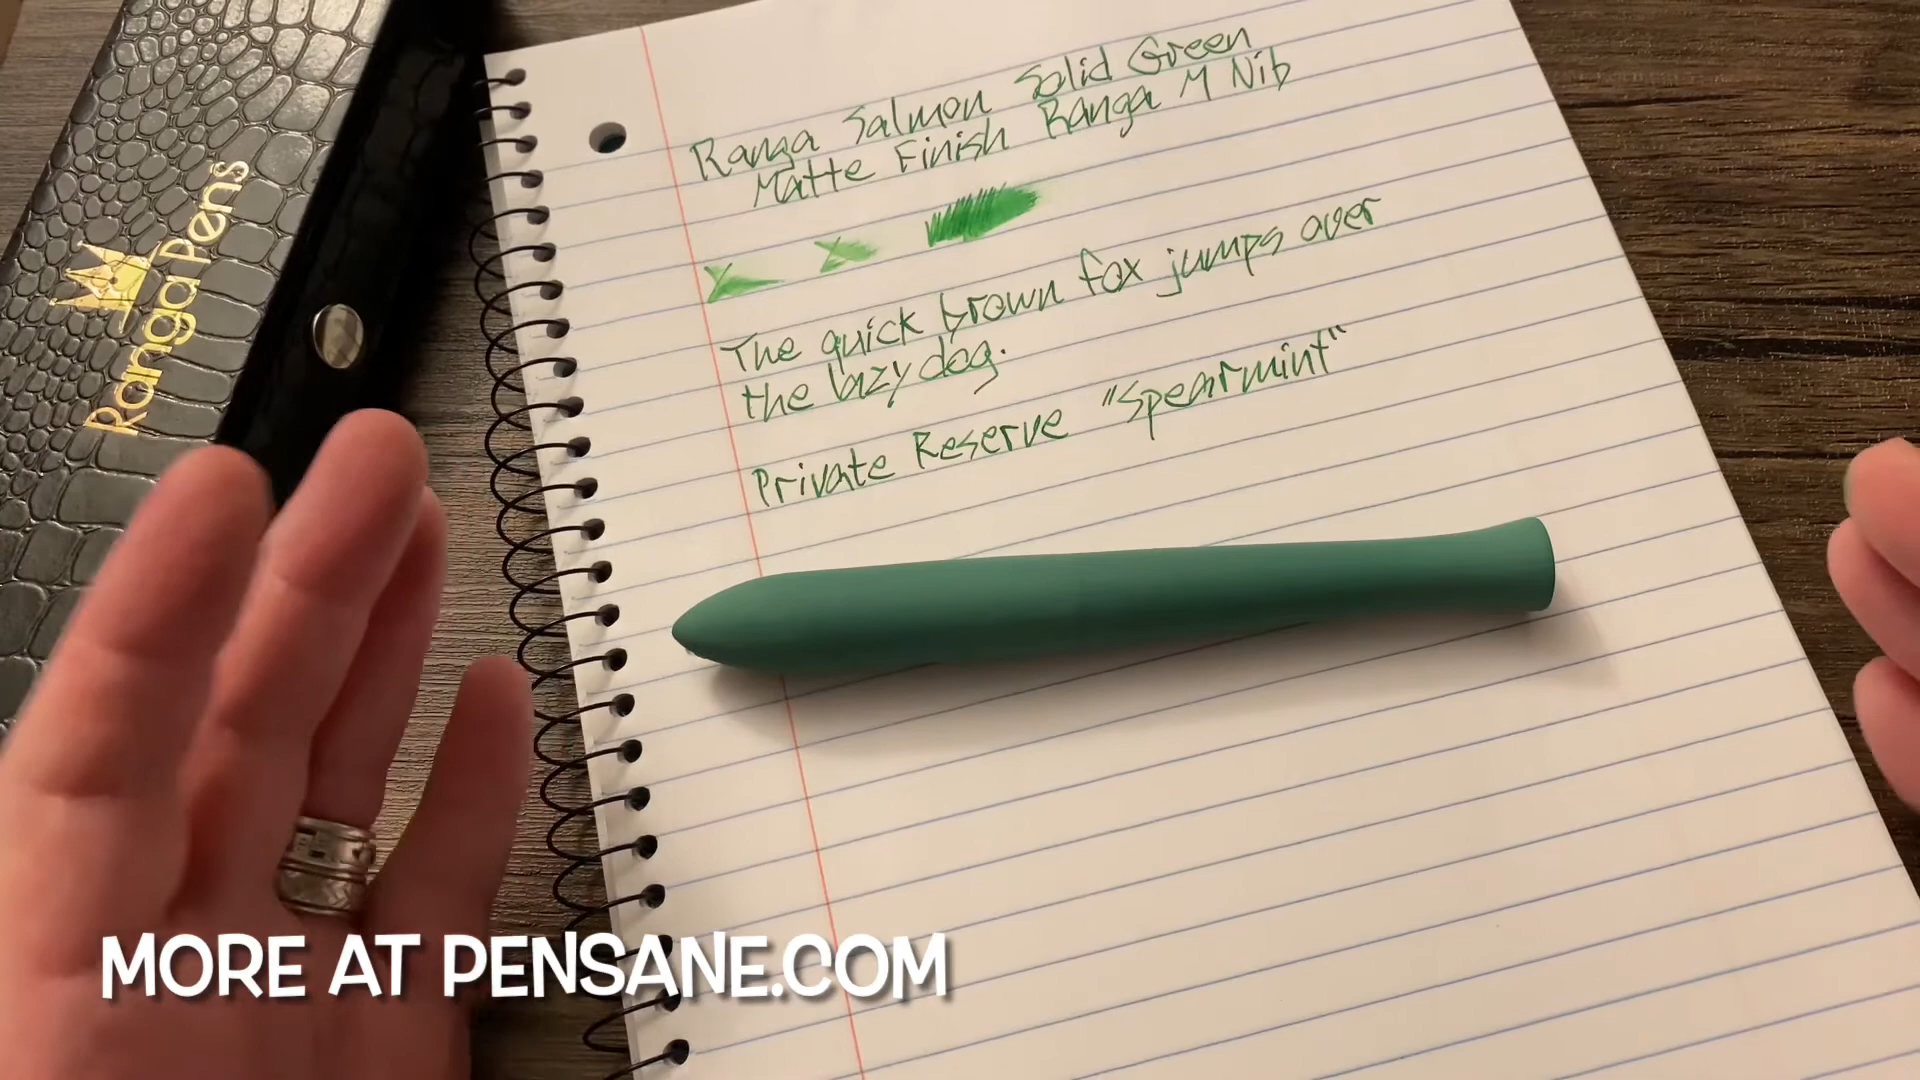 Ranga Pens
Ranga Salmon Solid Green
Matte Finish Ranga M Nib
The quick brown fox jumps over
the lazy dog.
Private Reserve "Spearmint"
MORE AT PENSANE.COM